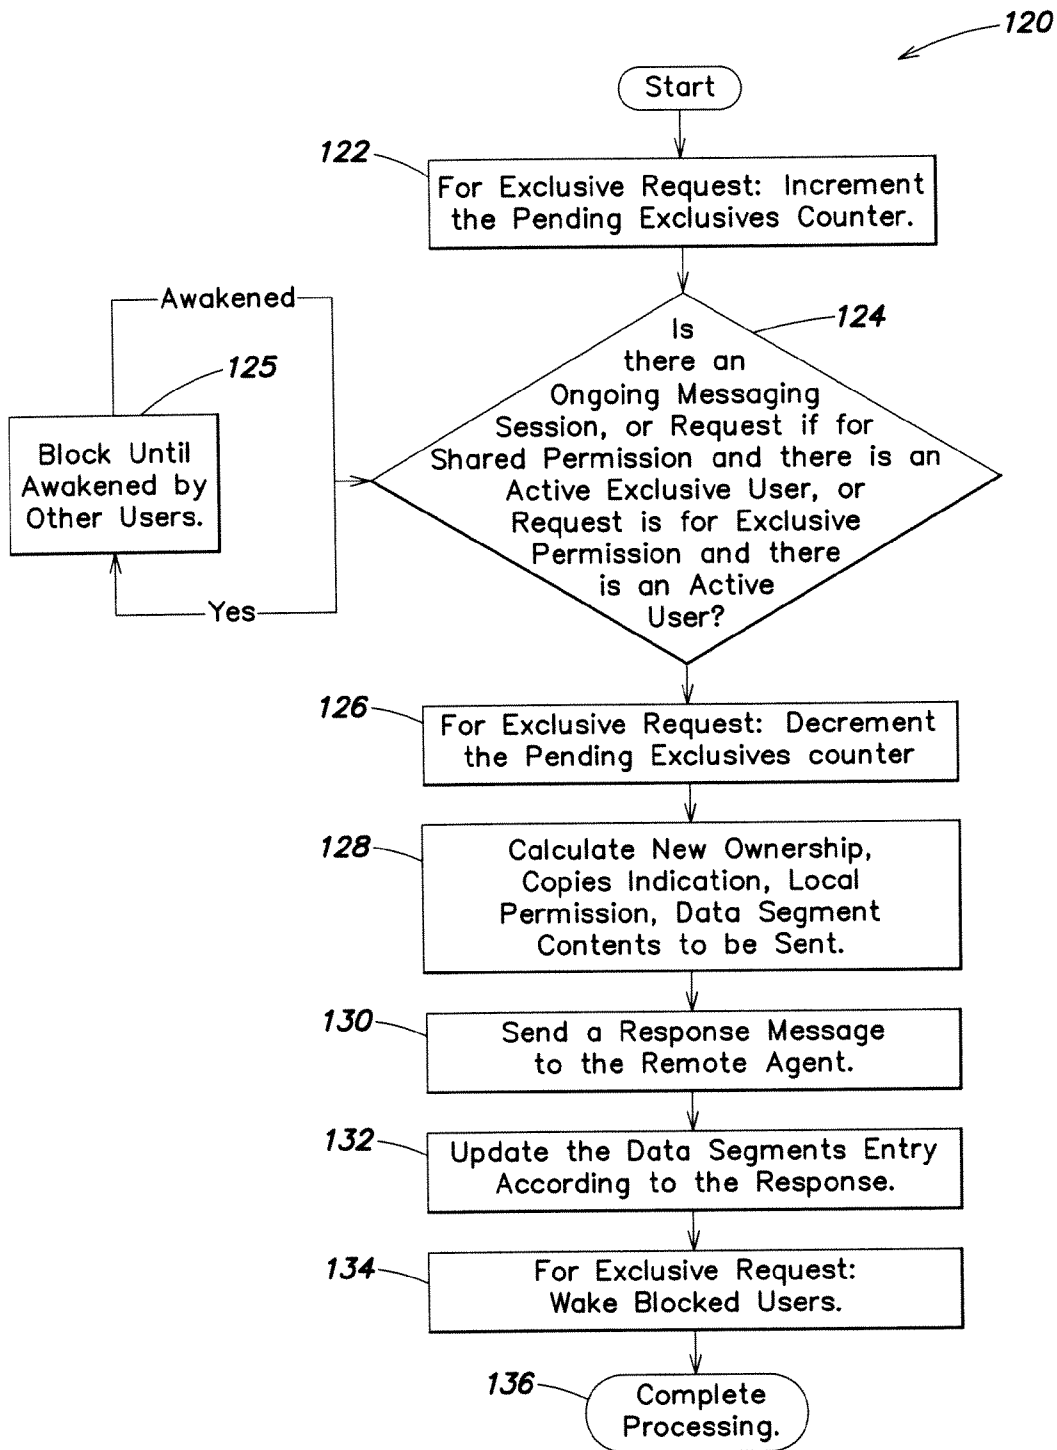 120
Start
122
For Exclusive Request: Increment
the Pending Exclusives Counter.
Awakened
124
Is
there an
Ongoing Messaging
Session, or Request if for
Shared Permission and there is an
Active Exclusive User, or
Request is for Exclusive
Permission and there
is an Active
User?
125
Block Until
Awakened by
Other Users.
Yes
126
For Exclusive Request: Decrement
the Pending Exclusives counter
128
Calculate New Ownership,
Copies Indication, Local
Permission, Data Segment
Contents to be Sent.
130
Send a Response Message
to the Remote Agent.
132
Update the Data Segments Entry
According to the Response.
134
For Exclusive Request:
Wake Blocked Users.
136
Complete
Processing.